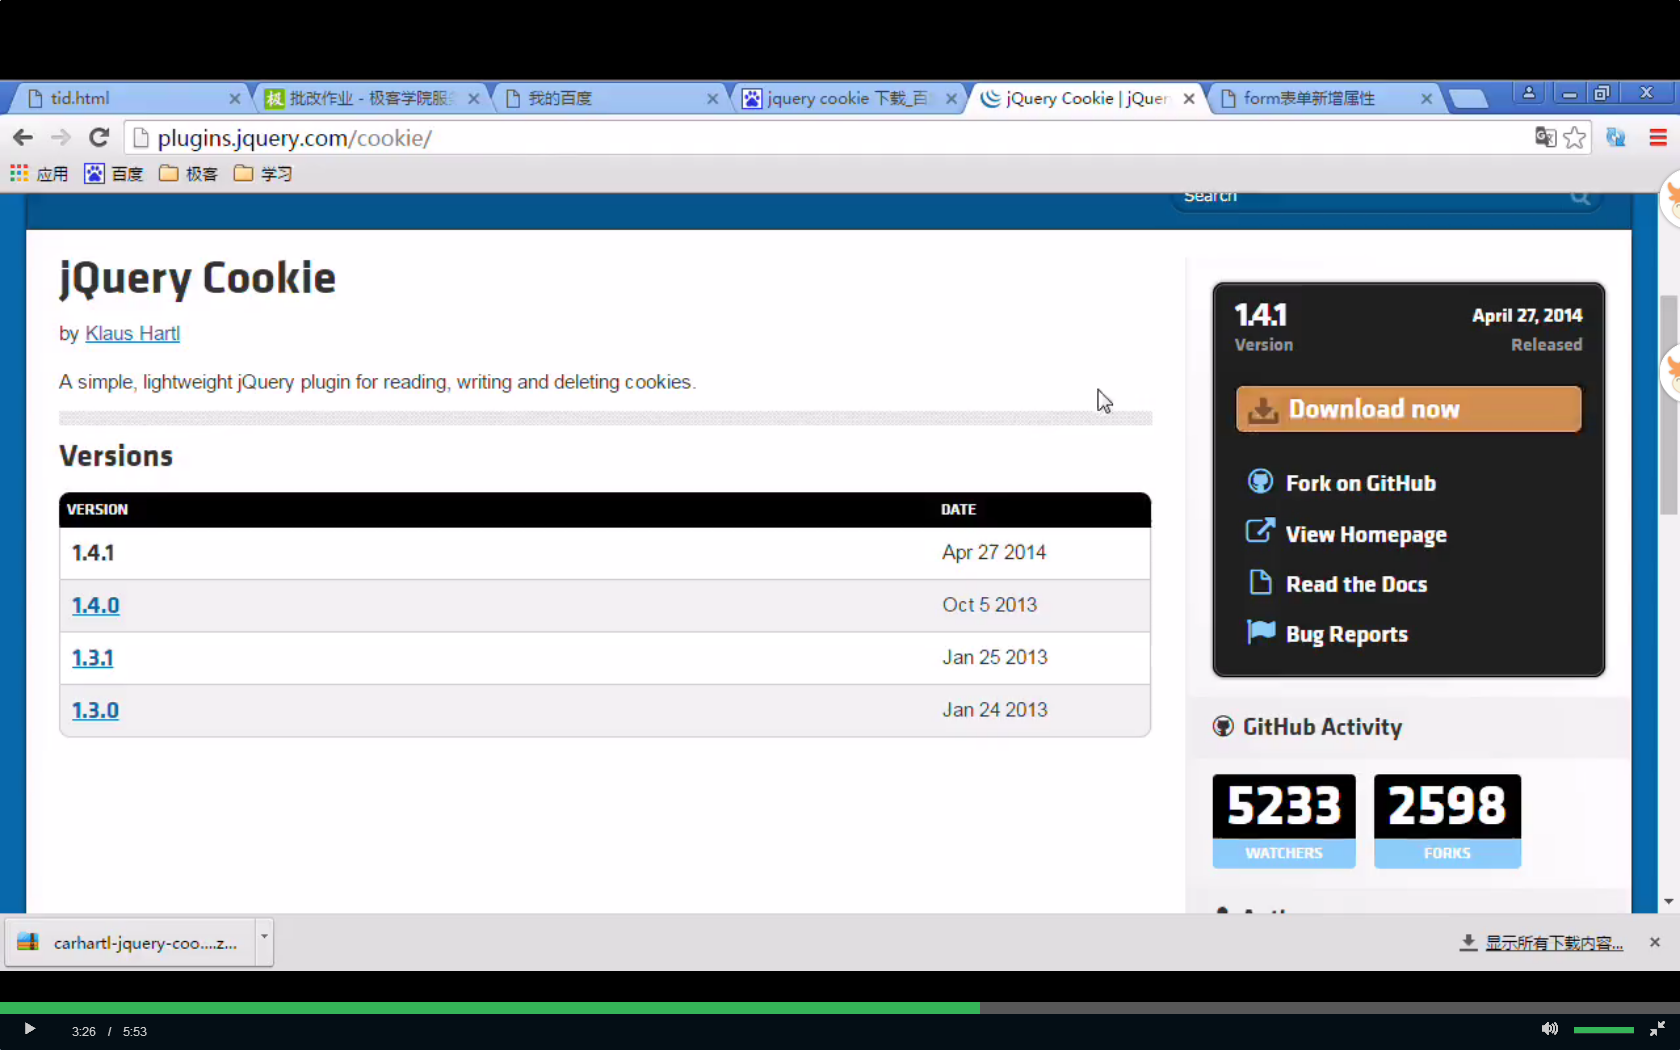 tid.html
批改作业 - 极客学院服务
我的百度
jquery cookie 下载_百
jQuery Cookie | jQuer
form表单新增属性
plugins.jquery.com/cookie/
应用
百度
极客
学习
Search
jQuery Cookie
by Klaus Hartl
A simple, lightweight jQuery plugin for reading, writing and deleting cookies.
Versions
VERSION DATE
1.4.1 Apr 27 2014
1.4.0 Oct 5 2013
1.3.1 Jan 25 2013
1.3.0 Jan 24 2013
1.4.1 April 27, 2014
Version Released
Download now
Fork on GitHub
View Homepage
Read the Docs
Bug Reports
GitHub Activity
5233 2598
WATCHERS FORKS
carhartl-jquery-coo....z...
显示所有下载内容...
3:26 / 5:53